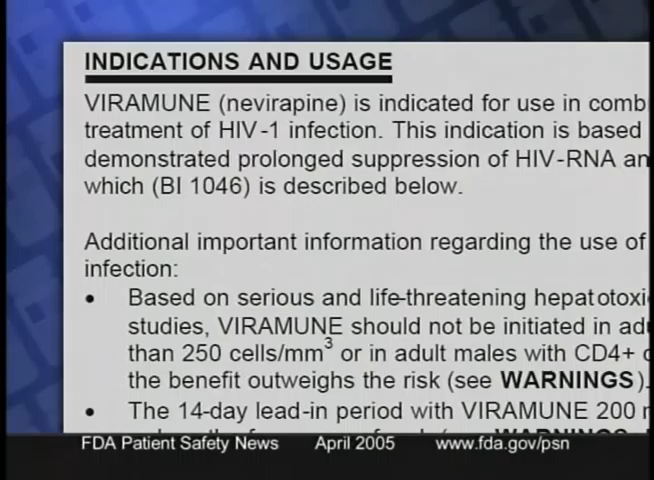 INDICATIONS AND USAGE
VIRAMUNE (nevirapine) is indicated for use in comb
treatment of HIV-1 infection. This indication is based
demonstrated prolonged suppression of HIV-RNA an
which (BI 1046) is described below.
Additional important information regarding the use of
infection:
• Based on serious and life-threatening hepatotoxi
studies, VIRAMUNE should not be initiated in adu
than 250 cells/mm³ or in adult males with CD4+
the benefit outweighs the risk (see WARNINGS).
• The 14-day lead-in period with VIRAMUNE 200
FDA Patient Safety News April 2005 www.fda.gov/psn